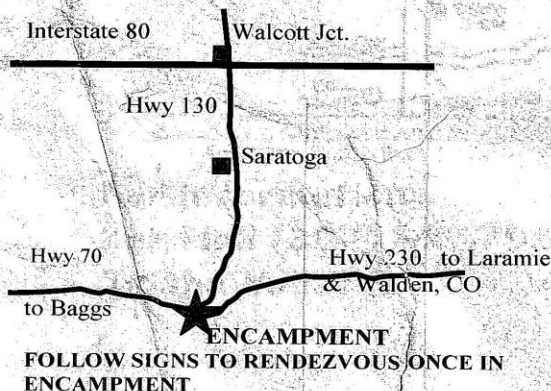 Interstate 80
Walcott Jct.
Hwy 130
Saratoga
Hwy 70
Hwy 230 to Laramie
& Walden, CO
to Baggs
ENCAMPMENT
FOLLOW SIGNS TO RENDEZVOUS ONCE IN
ENCAMPMENT